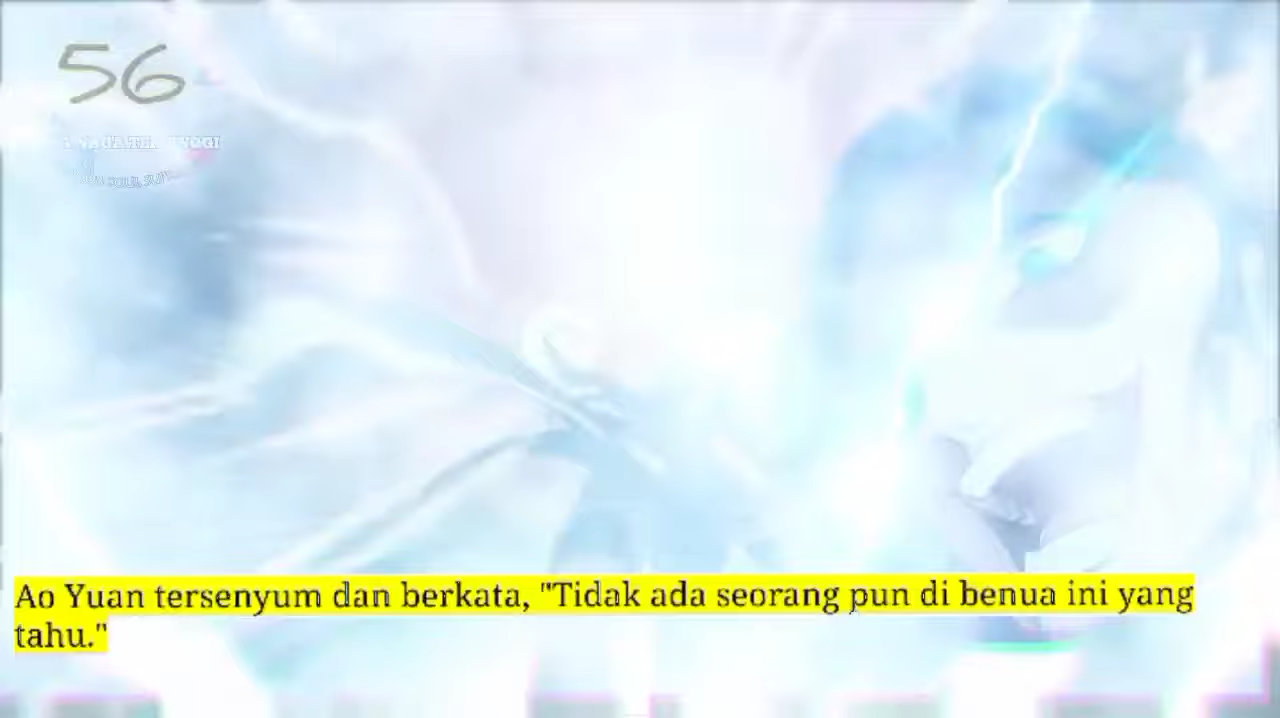 56
Ao Yuan tersenyum dan berkata, "Tidak ada seorang pun di benua ini yang
tahu."